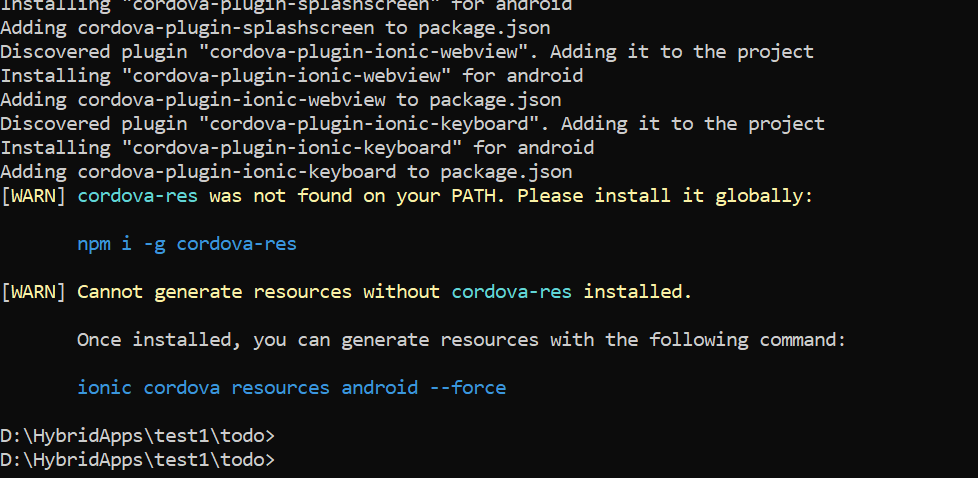 Installing "cordova-plugin-splashscreen" for android
Adding cordova-plugin-splashscreen to package.json
Discovered plugin "cordova-plugin-ionic-webview". Adding it to the project
Installing "cordova-plugin-ionic-webview" for android
Adding cordova-plugin-ionic-webview to package.json
Discovered plugin "cordova-plugin-ionic-keyboard". Adding it to the project
Installing "cordova-plugin-ionic-keyboard" for android
Adding cordova-plugin-ionic-keyboard to package.json
[WARN] cordova-res was not found on your PATH. Please install it globally:
npm i -g cordova-res
[WARN] Cannot generate resources without cordova-res installed.
Once installed, you can generate resources with the following command:
ionic cordova resources android --force
D:\HybridApps\test1\todo>
D:\HybridApps\test1\todo>